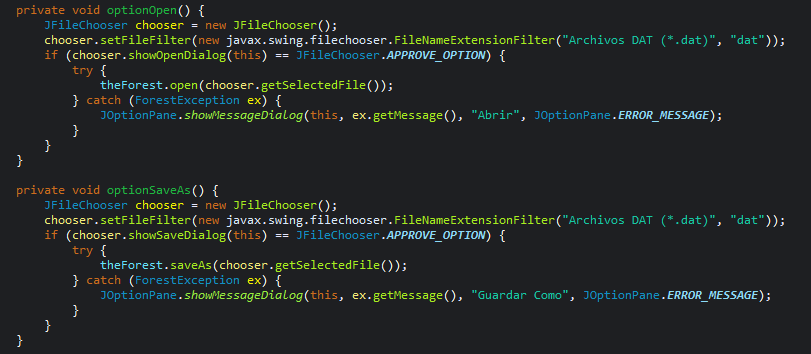 private void optionOpen() {
JFileChooser chooser = new JFileChooser();
chooser.setFileFilter(new javax.swing.filechooser.FileNameExtensionFilter("Archivos DAT (*.dat)", "dat"));
if (chooser.showOpenDialog(this) == JFileChooser.APPROVE_OPTION) {
try {
theForest.open(chooser.getSelectedFile());
} catch (ForestException ex) {
JOptionPane.showMessageDialog(this, ex.getMessage(), "Abrir", JOptionPane.ERROR_MESSAGE);
}
}
}
private void optionSaveAs() {
JFileChooser chooser = new JFileChooser();
chooser.setFileFilter(new javax.swing.filechooser.FileNameExtensionFilter("Archivos DAT (*.dat)", "dat"));
if (chooser.showSaveDialog(this) == JFileChooser.APPROVE_OPTION) {
try {
theForest.saveAs(chooser.getSelectedFile());
} catch (ForestException ex) {
JOptionPane.showMessageDialog(this, ex.getMessage(), "Guardar Como", JOptionPane.ERROR_MESSAGE);
}
}
}